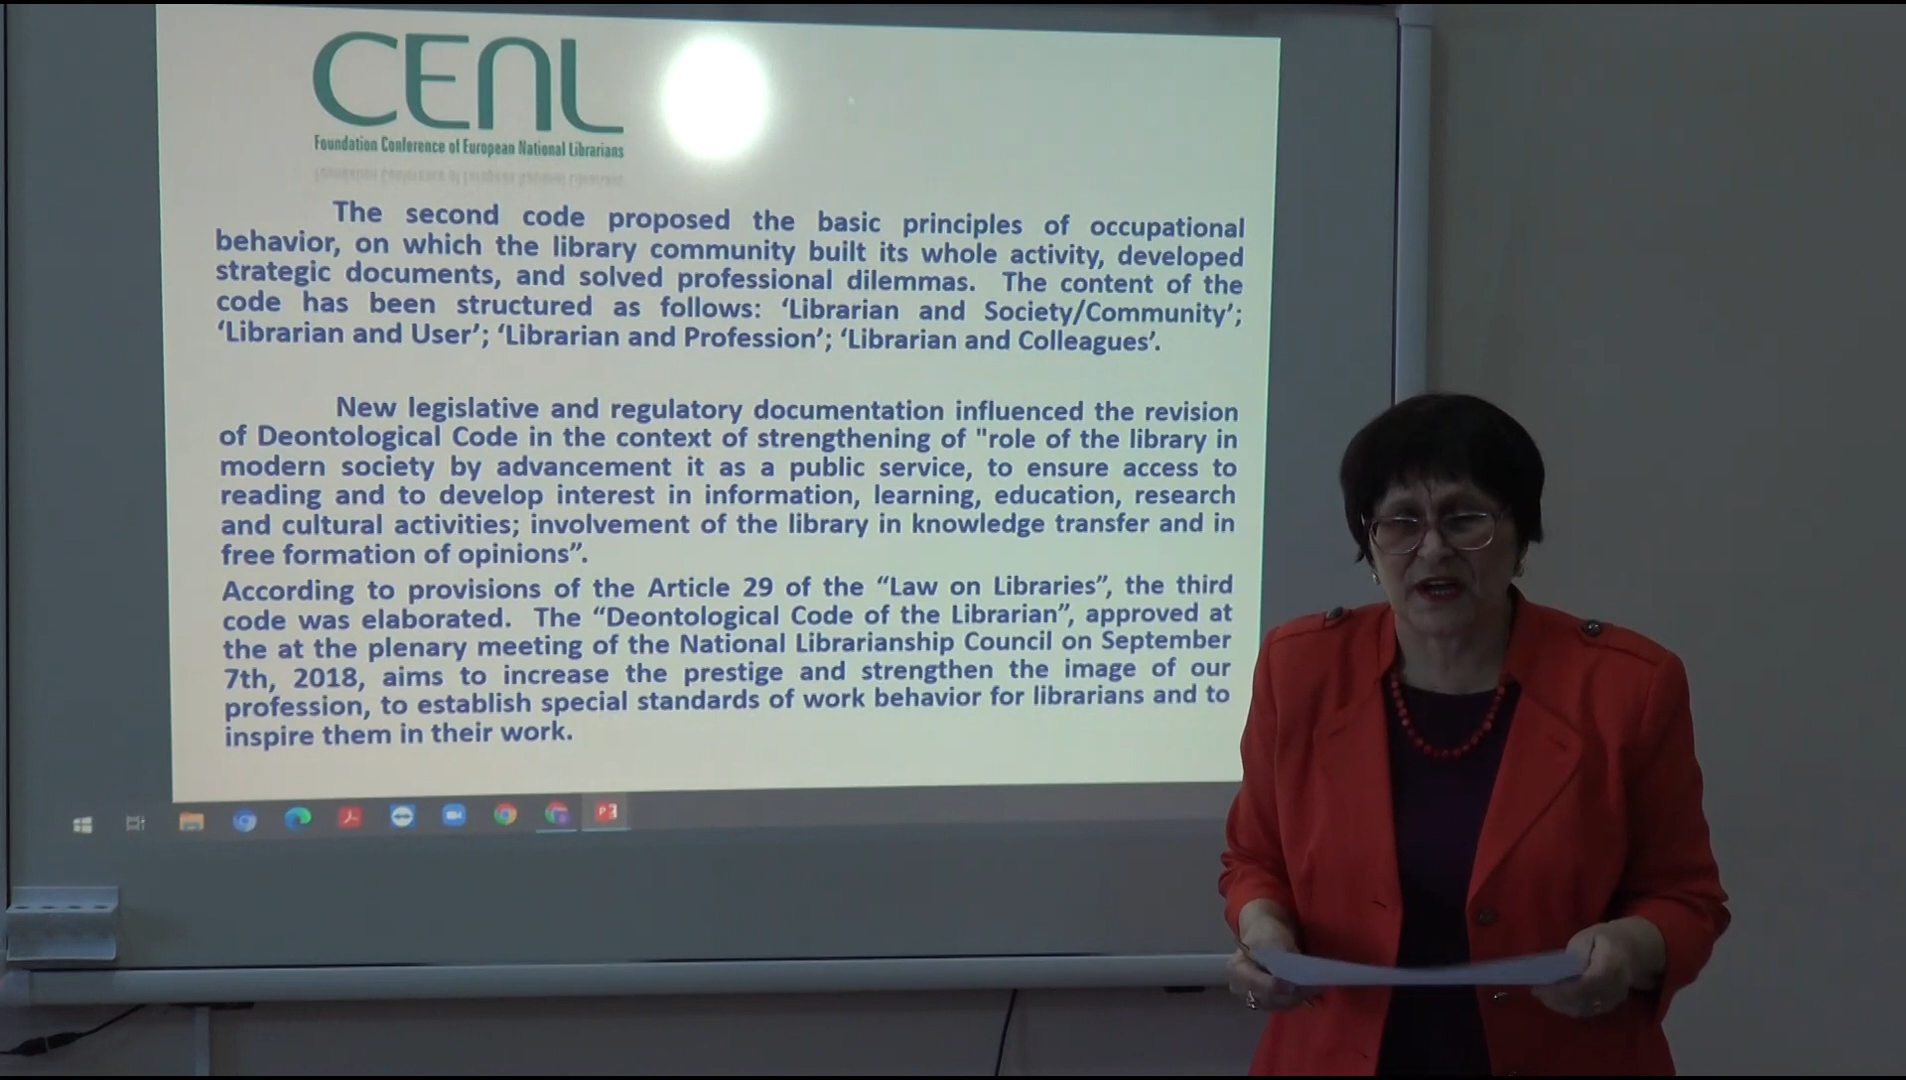 CENL
Foundation Conference of European National Librarians
The second code proposed the basic principles of occupational
behavior, on which the library community built its whole activity, developed
strategic documents, and solved professional dilemmas. The content of the
code has been structured as follows: ‘Librarian and Society/Community’;
‘Librarian and User’; ‘Librarian and Profession’; ‘Librarian and Colleagues’.
New legislative and regulatory documentation influenced the revision
of Deontological Code in the context of strengthening of "role of the library in
modern society by advancement it as a public service, to ensure access to
reading and to develop interest in information, learning, education, research
and cultural activities; involvement of the library in knowledge transfer and in
free formation of opinions”.
According to provisions of the Article 29 of the “Law on Libraries”, the third
code was elaborated. The “Deontological Code of the Librarian”, approved at
the at the plenary meeting of the National Librarianship Council on September
7th, 2018, aims to increase the prestige and strengthen the image of our
profession, to establish special standards of work behavior for librarians and to
inspire them in their work.